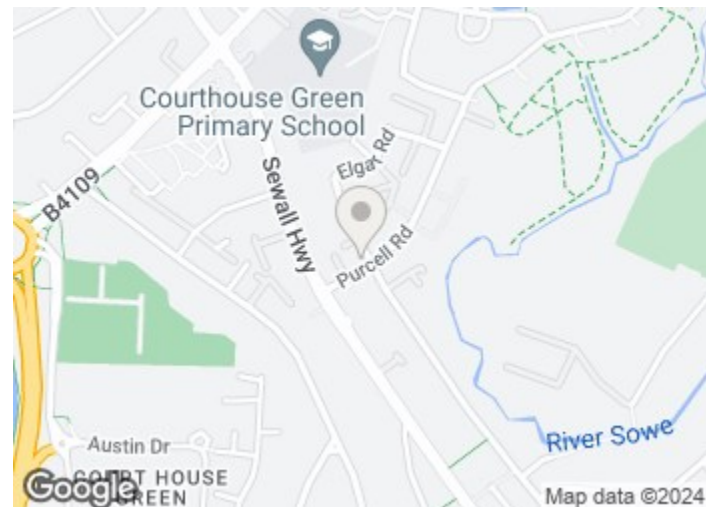 Courthouse Green
Primary School
Elgar Rd
B4109
Sewall Hwy
Purcell Rd
River Sowe
Austin Dr
COURT HOUSE
GREEN
Google
Map data ©2024